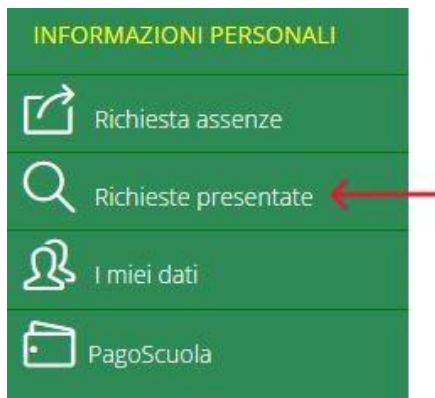 INFORMAZIONI PERSONALI
Richiesta assenze
Richieste presentate
I miei dati
PagoScuola